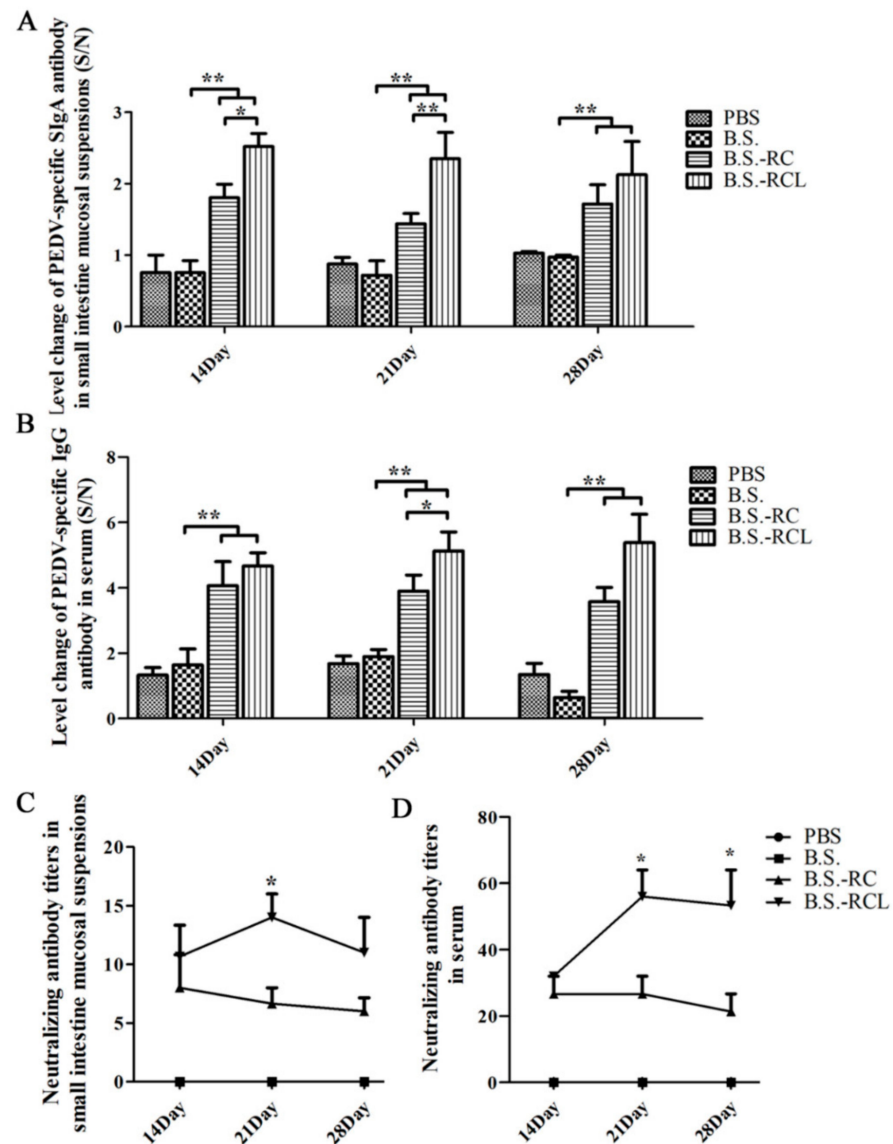 A
Level change of PEDV-specific SIgA antibody
in small intestine mucosal suspensions (S/N)
3
2
1
0
**
*
**
**
**
14Day
21Day
28Day
PBS
B.S.
B.S.-RC
B.S.-RCL
B
Level change of PEDV-specific IgG
antibody in serum (S/N)
8
6
4
2
0
**
**
*
**
14Day
21Day
28Day
PBS
B.S.
B.S.-RC
B.S.-RCL
C
Neutralizing antibody titers in
small intestine mucosal suspensions
20
15
10
5
0
*
14Day
21Day
28Day
D
Neutralizing antibody titers
in serum
80
60
40
20
0
*
*
14Day
21Day
28Day
PBS
B.S.
B.S.-RC
B.S.-RCL